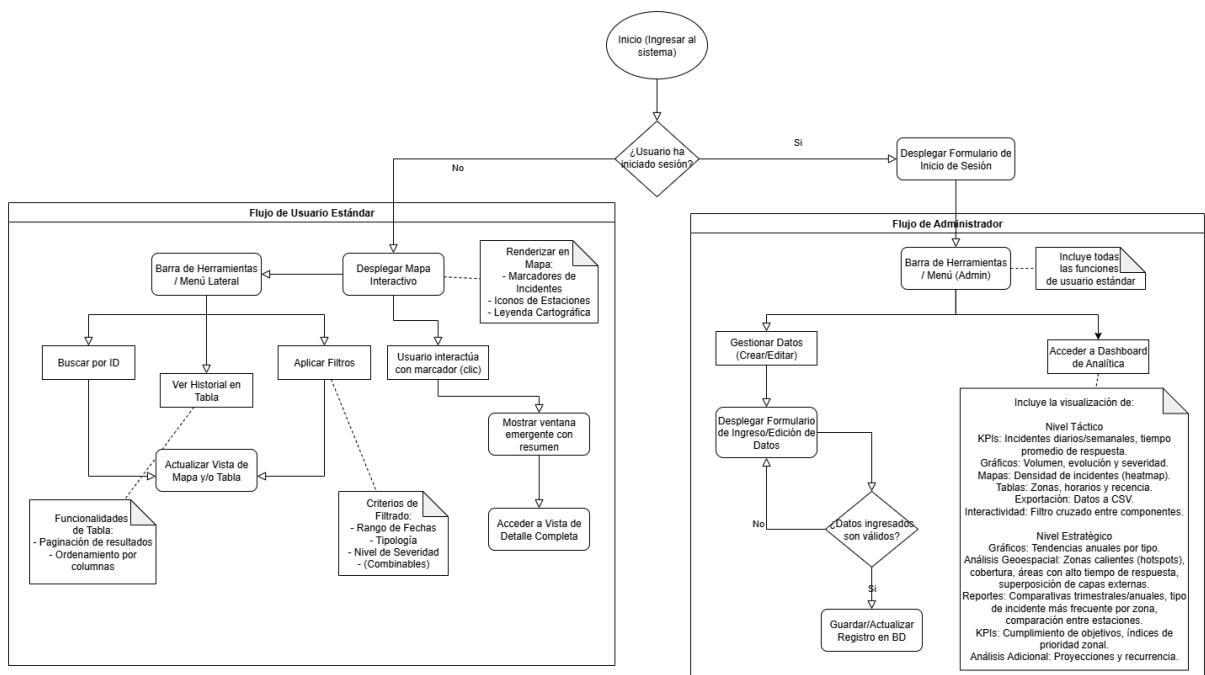 Inicio (Ingresar al
sistema)
¿Usuario ha
iniciado sesión?
Si
No
Desplegar Formulario de
Inicio de Sesión
Flujo de Usuario Estándar
Barra de Herramientas
/ Menú Lateral
Desplegar Mapa
Interactivo
Renderizar en
Mapa:
- Marcadores de
Incidentes
- Iconos de Estaciones
- Leyenda Cartográfica
Buscar por ID
Ver Historial en
Tabla
Aplicar Filtros
Usuario interactúa
con marcador (clic)
Mostrar ventana
emergente con
resumen
Actualizar Vista de
Mapa y/o Tabla
Funcionalidades
de Tabla:
- Paginación de resultados
- Ordenamiento por
columnas
Criterios de
Filtrado:
- Rango de Fechas
- Tipología
- Nivel de Severidad
- (Combinables)
Acceder a Vista de
Detalle Completa
Flujo de Administrador
Barra de Herramientas
/ Menú (Admin)
Incluye todas
las funciones
de usuario estándar
Gestionar Datos
(Crear/Editar)
Acceder a Dashboard
de Analítica
Desplegar Formulario
de Ingreso/Edición de
Datos
No
¿Datos ingresados
son válidos?
Si
Guardar/Actualizar
Registro en BD
Incluye la visualización de:
Nivel Táctico
KPIs: Incidentes diarios/semanales, tiempo
promedio de respuesta.
Gráficos: Volumen, evolución y severidad.
Mapas: Densidad de incidentes (heatmap).
Tablas: Zonas, horarios y recencia.
Exportación: Datos a CSV.
Interactividad: Filtro cruzado entre componentes.
Nivel Estratégico
Gráficos: Tendencias anuales por tipo.
Análisis Geoespacial: Zonas calientes (hotspots),
cobertura, áreas con alto tiempo de respuesta,
superposición de capas externas.
Reportes: Comparativas trimestrales/anuales, tipo
de incidente más frecuente por zona,
comparación entre estaciones.
KPIs: Cumplimiento de objetivos, índices de
prioridad zonal.
Análisis Adicional: Proyecciones y recurrencia.